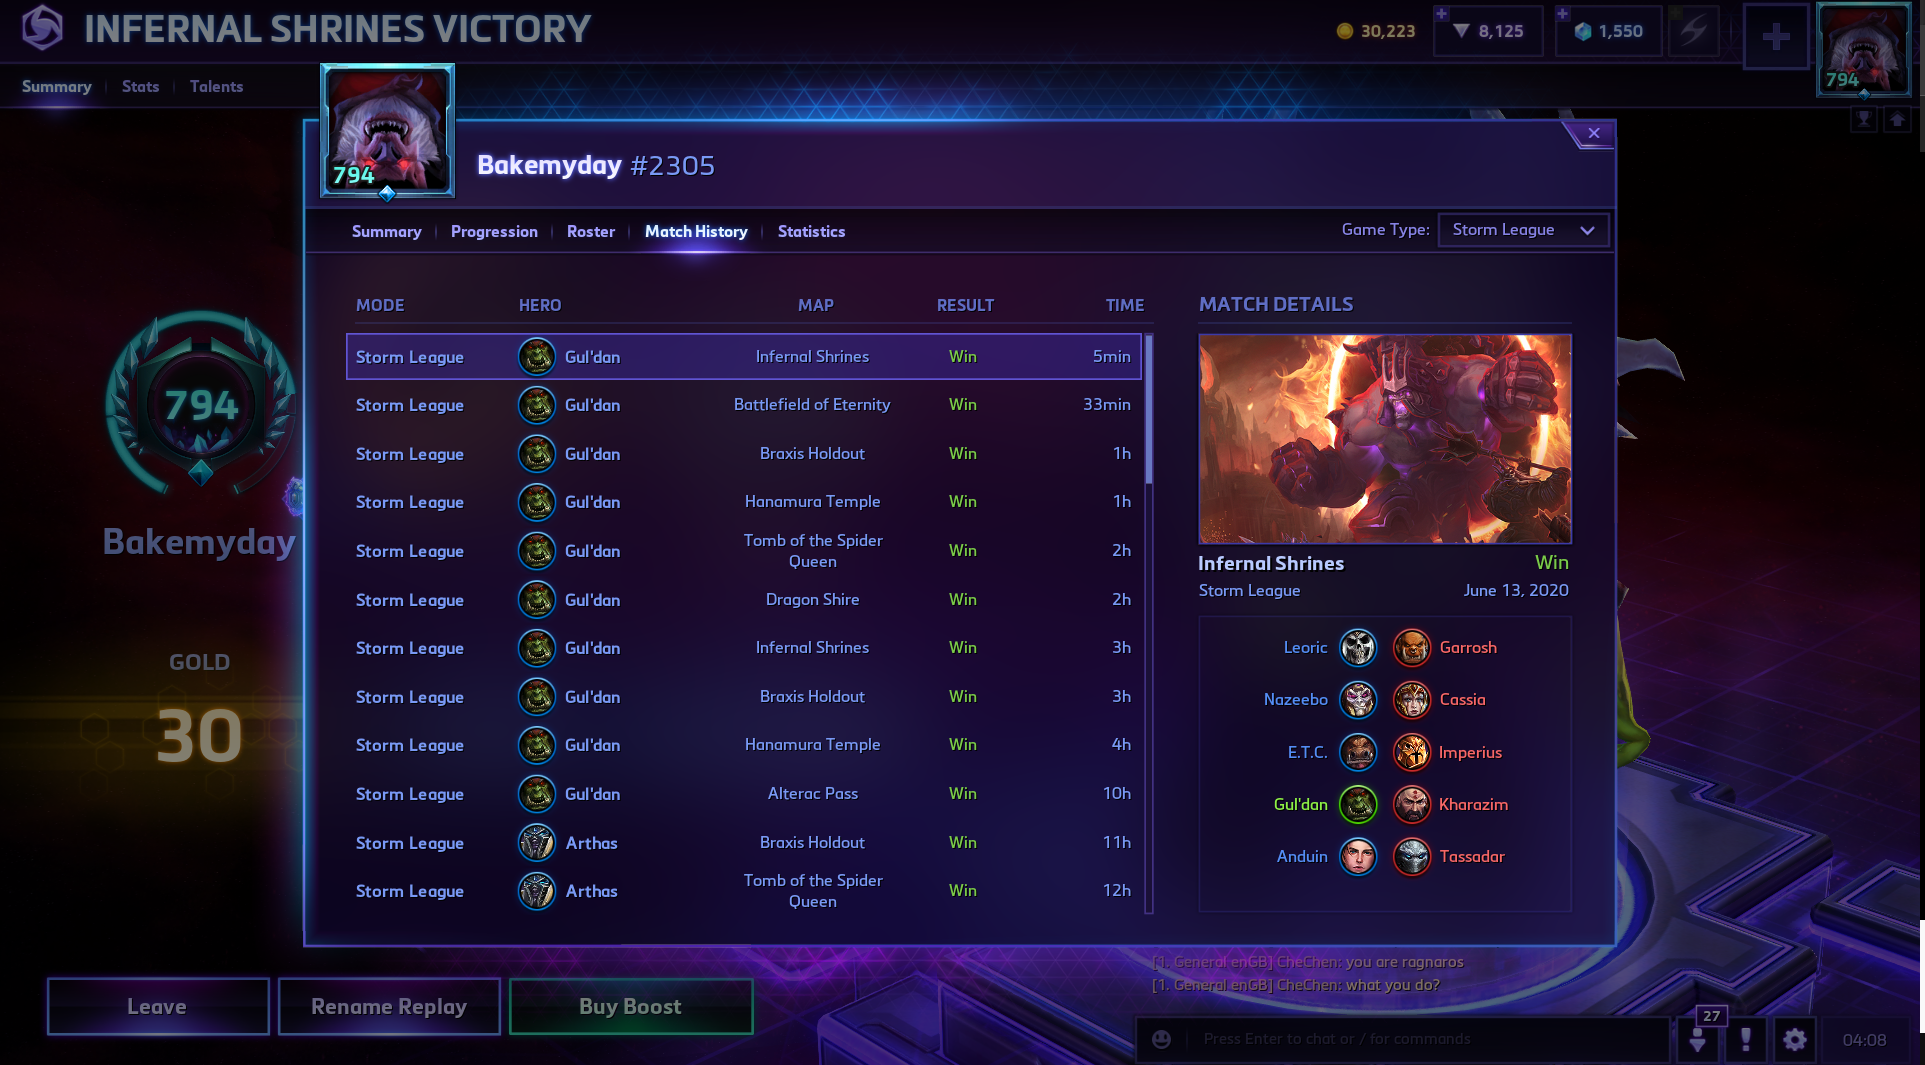 INFERNAL SHRINES VICTORY
30,223
8,125
1,550
794
Summary
Stats
Talents
794
Bakemyday #2305
Summary
Progression
Roster
Match History
Statistics
Game Type:
Storm League
MODE HERO MAP RESULT TIME
Storm League Gul'dan Infernal Shrines Win 5min
Storm League Gul'dan Battlefield of Eternity Win 33min
Storm League Gul'dan Braxis Holdout Win 1h
Storm League Gul'dan Hanamura Temple Win 1h
Storm League Gul'dan Tomb of the Spider
Queen Win 2h
Storm League Gul'dan Dragon Shire Win 2h
Storm League Gul'dan Infernal Shrines Win 3h
Storm League Gul'dan Braxis Holdout Win 3h
Storm League Gul'dan Hanamura Temple Win 4h
Storm League Gul'dan Alterac Pass Win 10h
Storm League Arthas Braxis Holdout Win 11h
Storm League Arthas Tomb of the Spider
Queen Win 12h
MATCH DETAILS
Infernal Shrines Win
Storm League June 13, 2020
Leoric Garrosh
Nazeebo Cassia
E.T.C. Imperius
Gul'dan Kharazim
Anduin Tassadar
794
Bakemyday
GOLD
30
Leave
Rename Replay
Buy Boost
[1. General enGB] CheChen: you are ragnaros
[1. General enGB] CheChen: what you do?
Press Enter to chat or / for commands
27
04:08